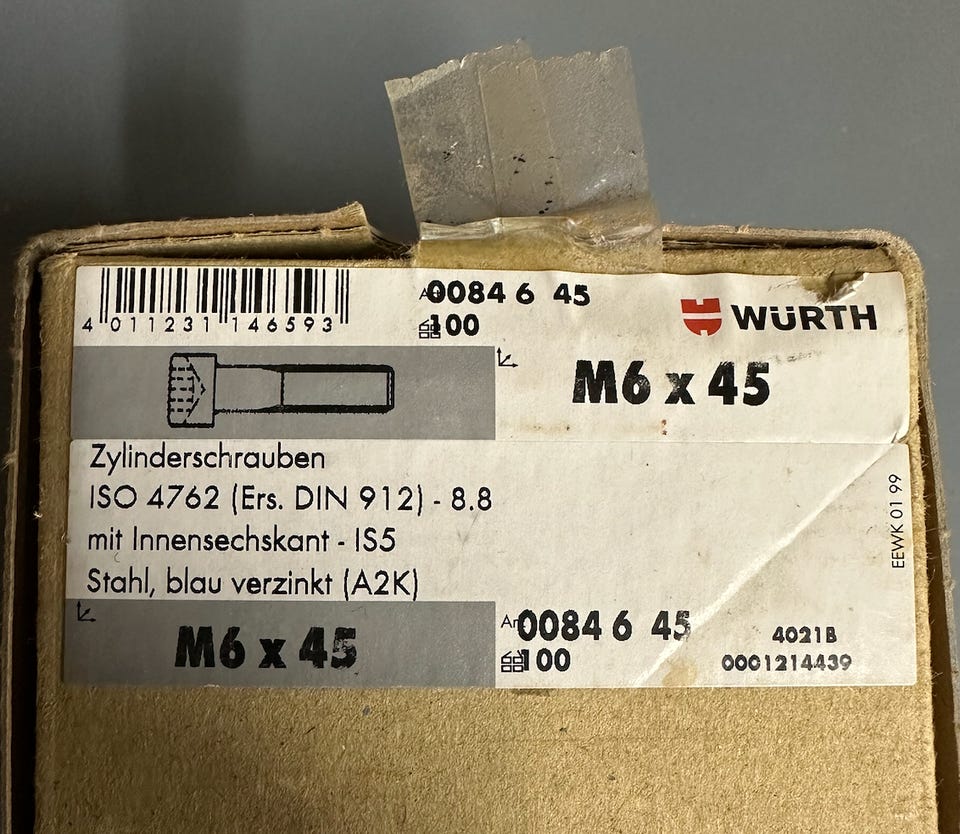 4 011231 146593
0084 6 45
100
WÜRTH
M6 x 45
Zylinderschrauben
ISO 4762 (Ers. DIN 912) - 8.8
mit Innensechskant - IS5
Stahl, blau verzinkt (A2K)
EEWK 01 99
M6 x 45
0084 6 45
100
4021B
0001214439